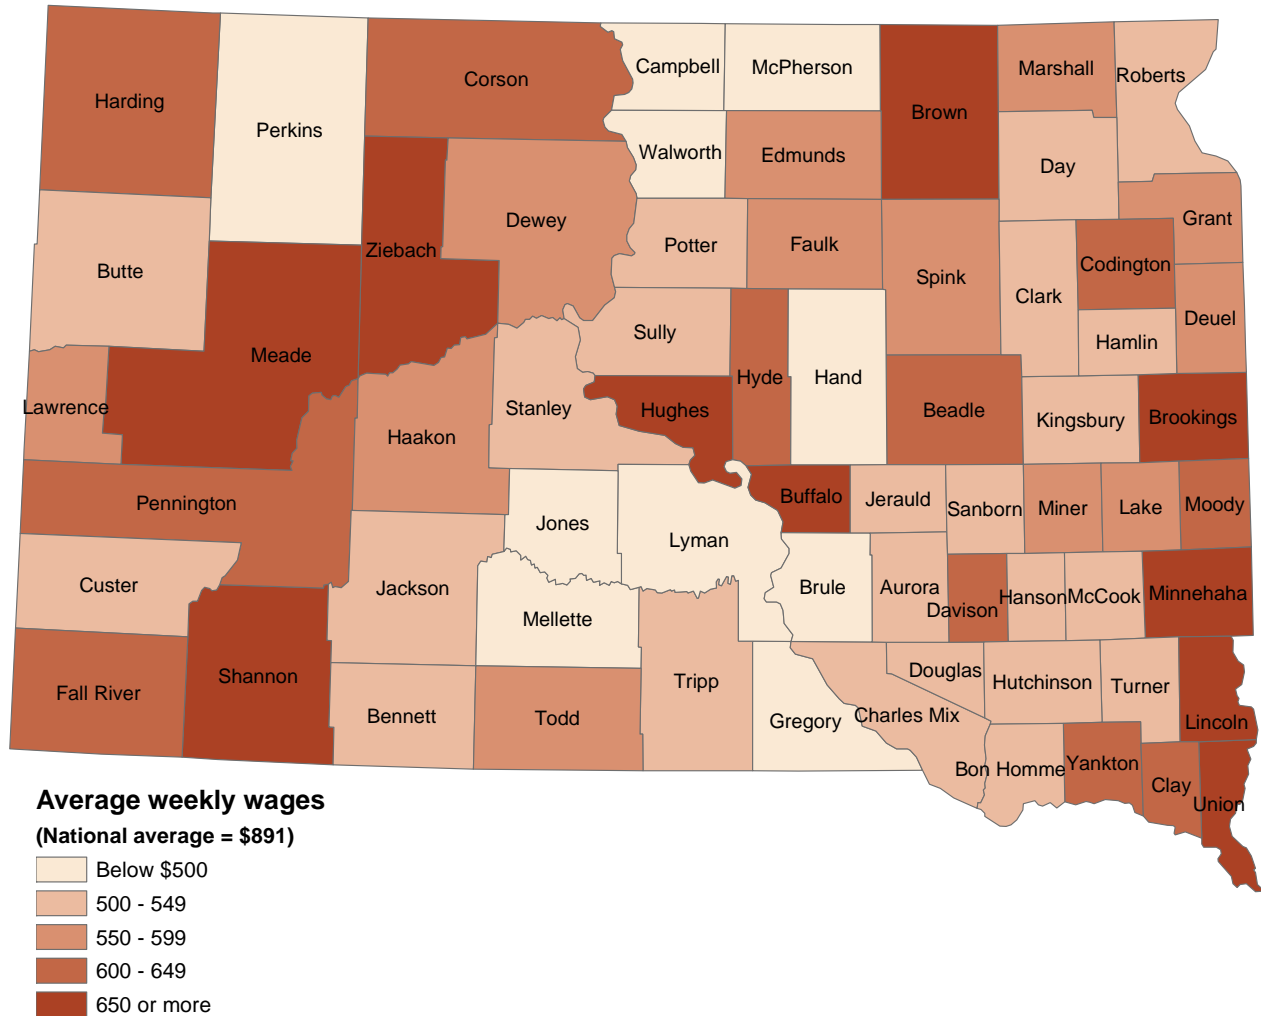 Harding
Perkins
Corson
Campbell
McPherson
Brown
Marshall
Roberts
Walworth
Edmunds
Day
Butte
Ziebach
Dewey
Potter
Faulk
Spink
Clark
Codington
Grant
Meade
Sully
Hyde
Hand
Hamlin
Deuel
Lawrence
Haakon
Stanley
Hughes
Beadle
Kingsbury
Brookings
Pennington
Jones
Lyman
Buffalo
Jerauld
Sanborn
Miner
Lake
Moody
Custer
Jackson
Mellette
Brule
Aurora
Davison
Hanson
McCook
Minnehaha
Fall River
Shannon
Bennett
Todd
Tripp
Gregory
Charles Mix
Douglas
Hutchinson
Turner
Lincoln
Bon Homme
Yankton
Clay
Union
Average weekly wages
(National average = $891)
Below $500
500 - 549
550 - 599
600 - 649
650 or more